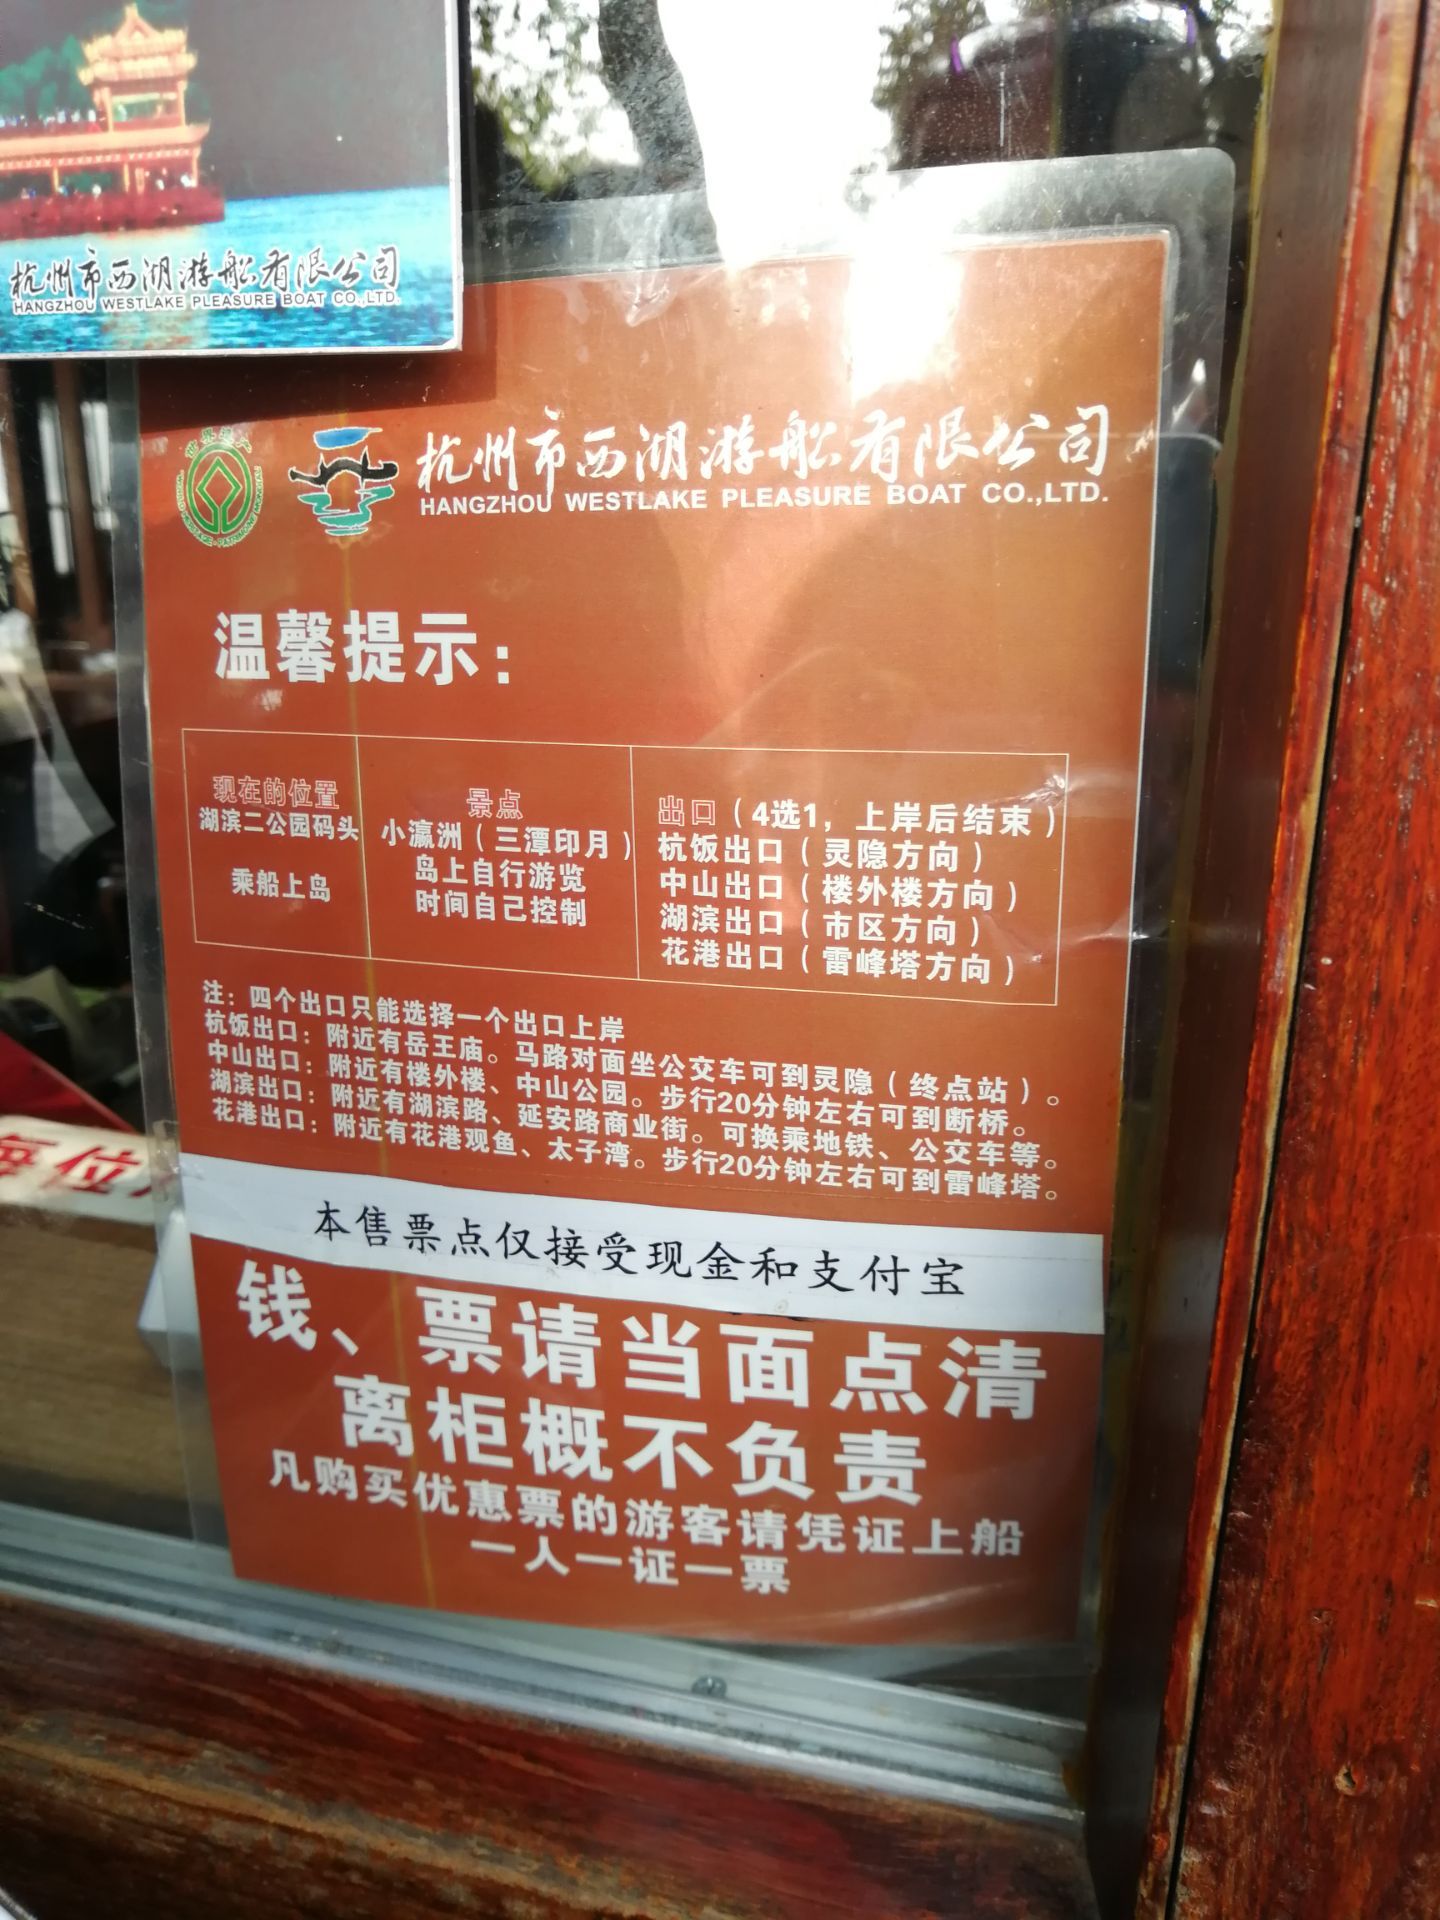 杭州市西湖游船有限公司
HANGZHOU WESTLAKE PLEASURE BOAT CO.,LTD.
杭州市西湖游船有限公司
HANGZHOU WESTLAKE PLEASURE BOAT CO.,LTD.
温馨提示：
现在的位置
湖滨二公园码头
乘船上岛
景点
小瀛洲（三潭印月）
岛上自行游览
时间自己控制
出口（4选1，上岸后结束）
杭饭出口（灵隐方向）
中山出口（楼外楼方向）
湖滨出口（市区方向）
花港出口（雷峰塔方向）
注：四个出口只能选择一个出口上岸
杭饭出口：附近有岳王庙。马路对面坐公交车可到灵隐（终点站）。
中山出口：附近有楼外楼、中山公园。步行20分钟左右可到断桥。
湖滨出口：附近有湖滨路、延安路商业街。可换乘地铁、公交车等。
花港出口：附近有花港观鱼、太子湾。步行20分钟左右可到雷峰塔。
本售票点仅接受现金和支付宝
钱、票请当面点清
离柜概不负责
凡购买优惠票的游客请凭证上船
一人一证一票